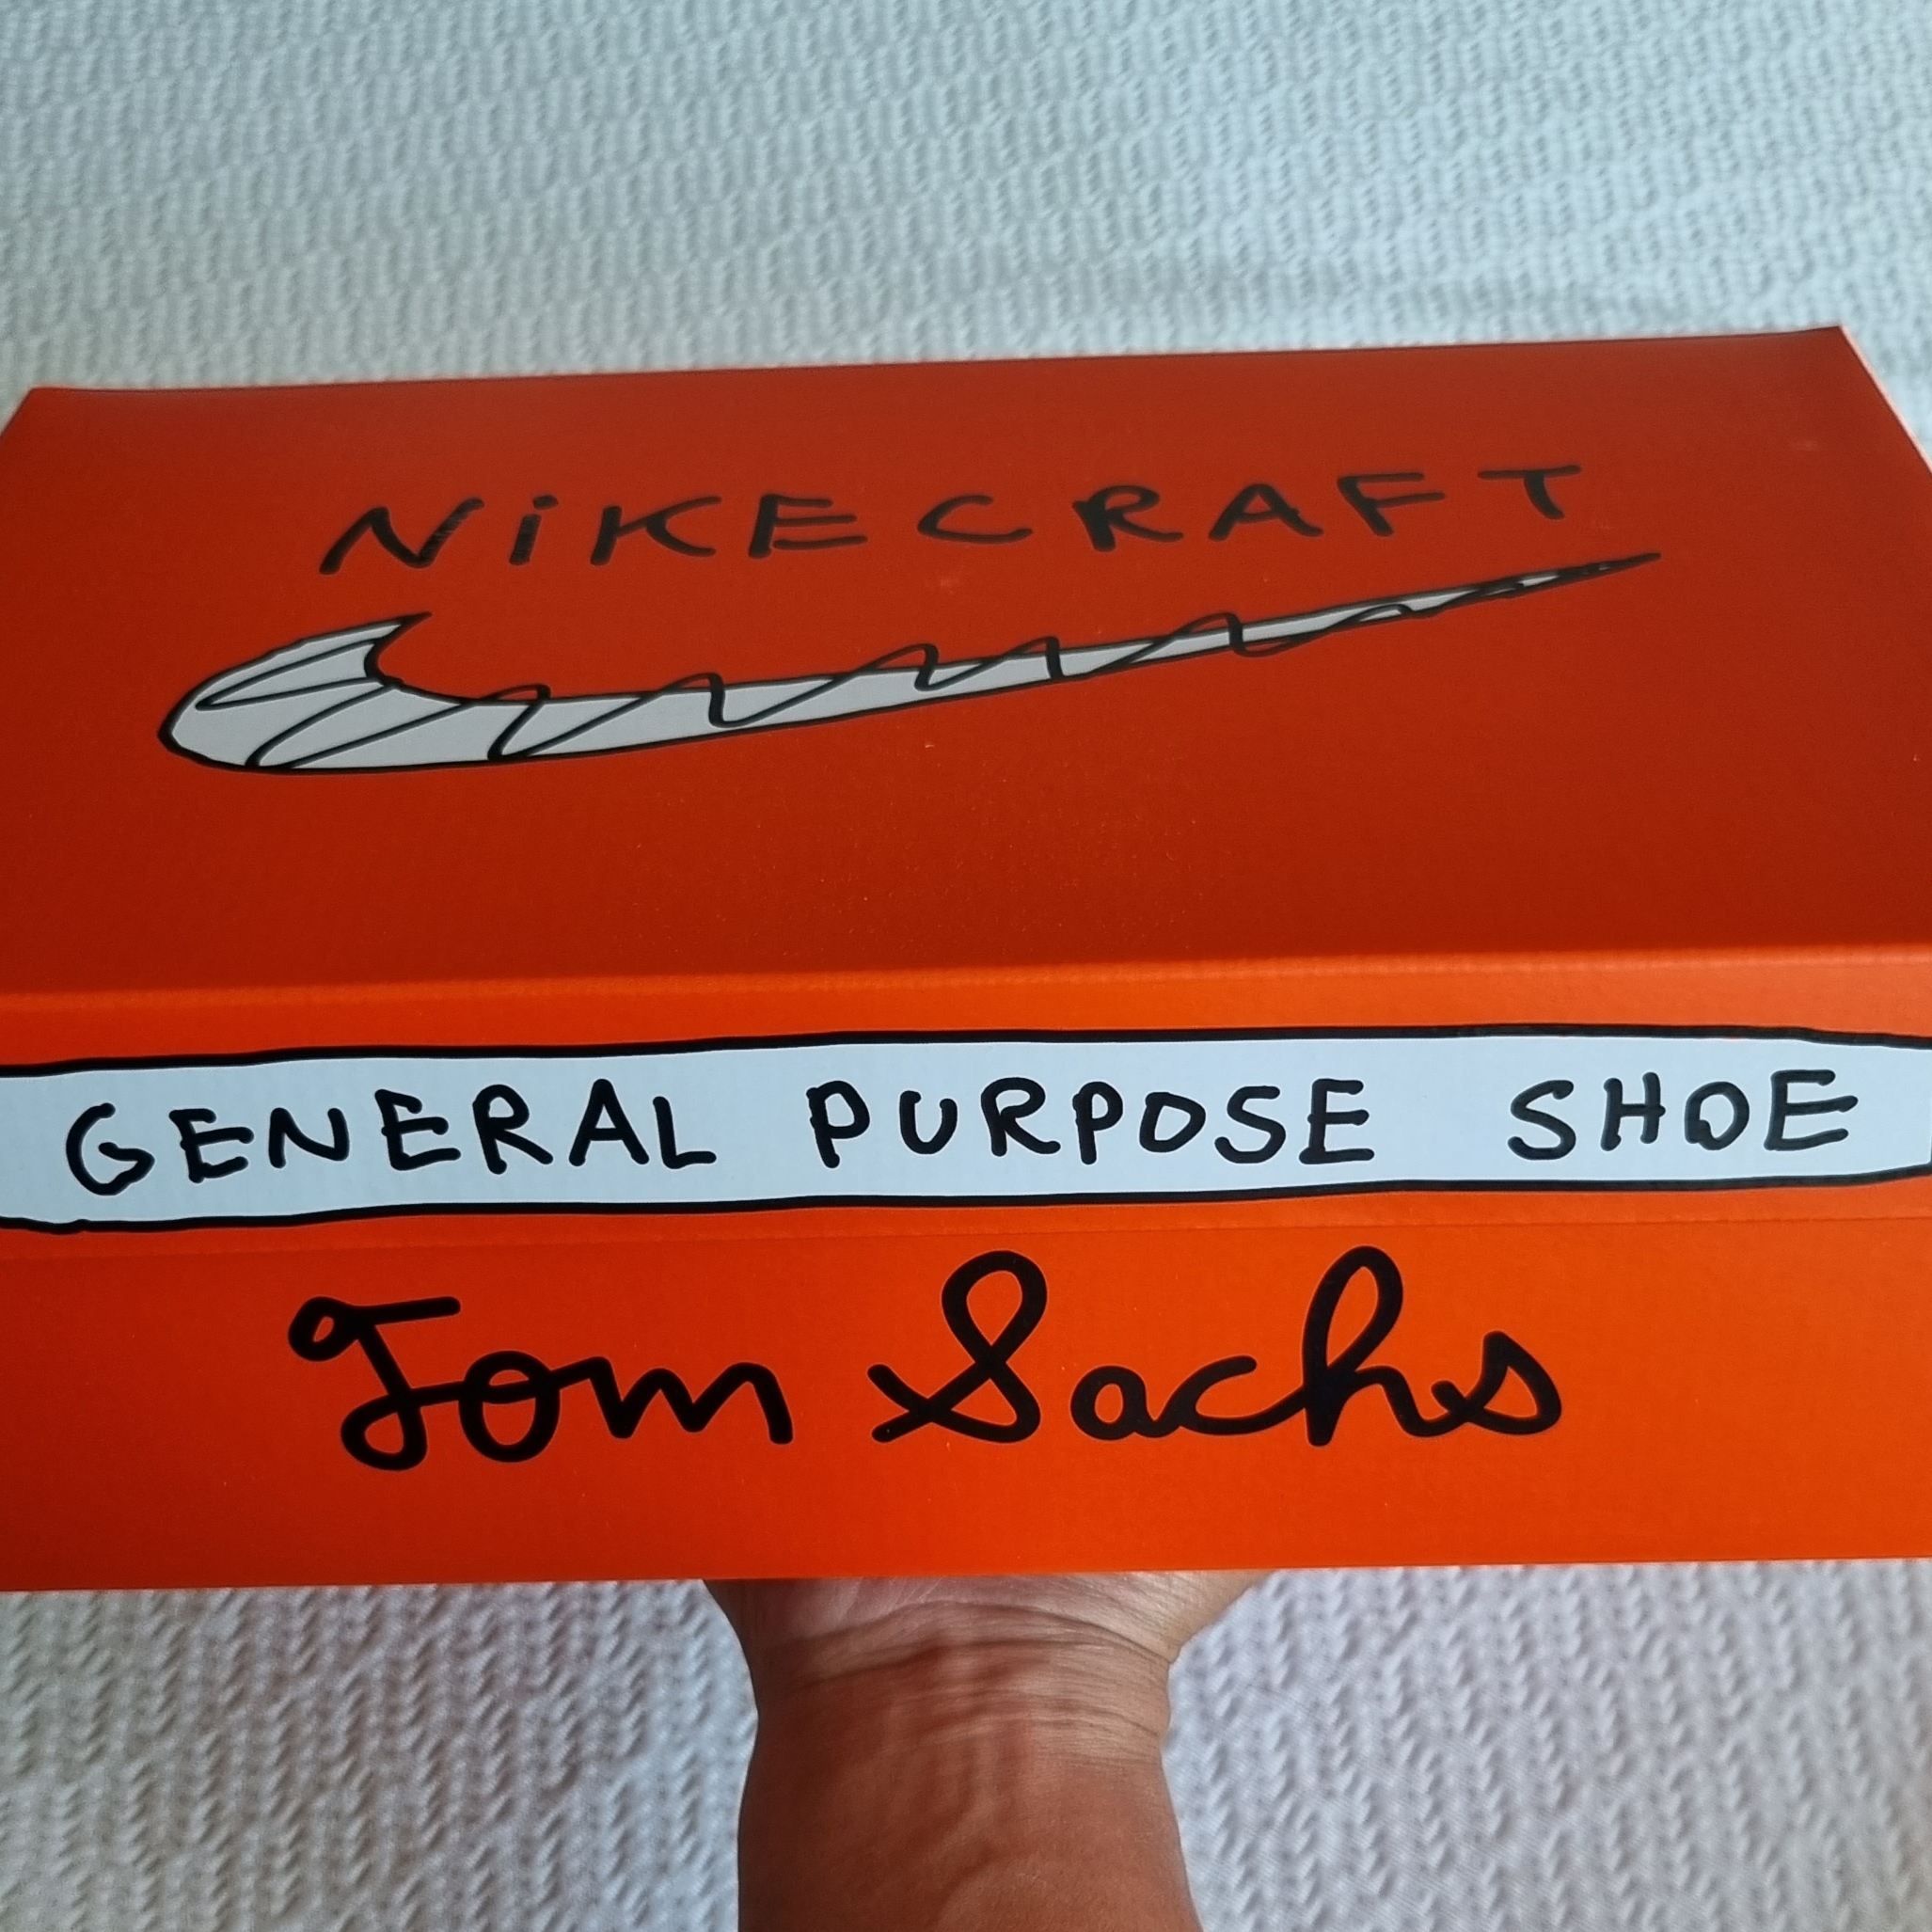 NiKECRAFT
GENERAL PURPOSE SHOE
Tom Sachs